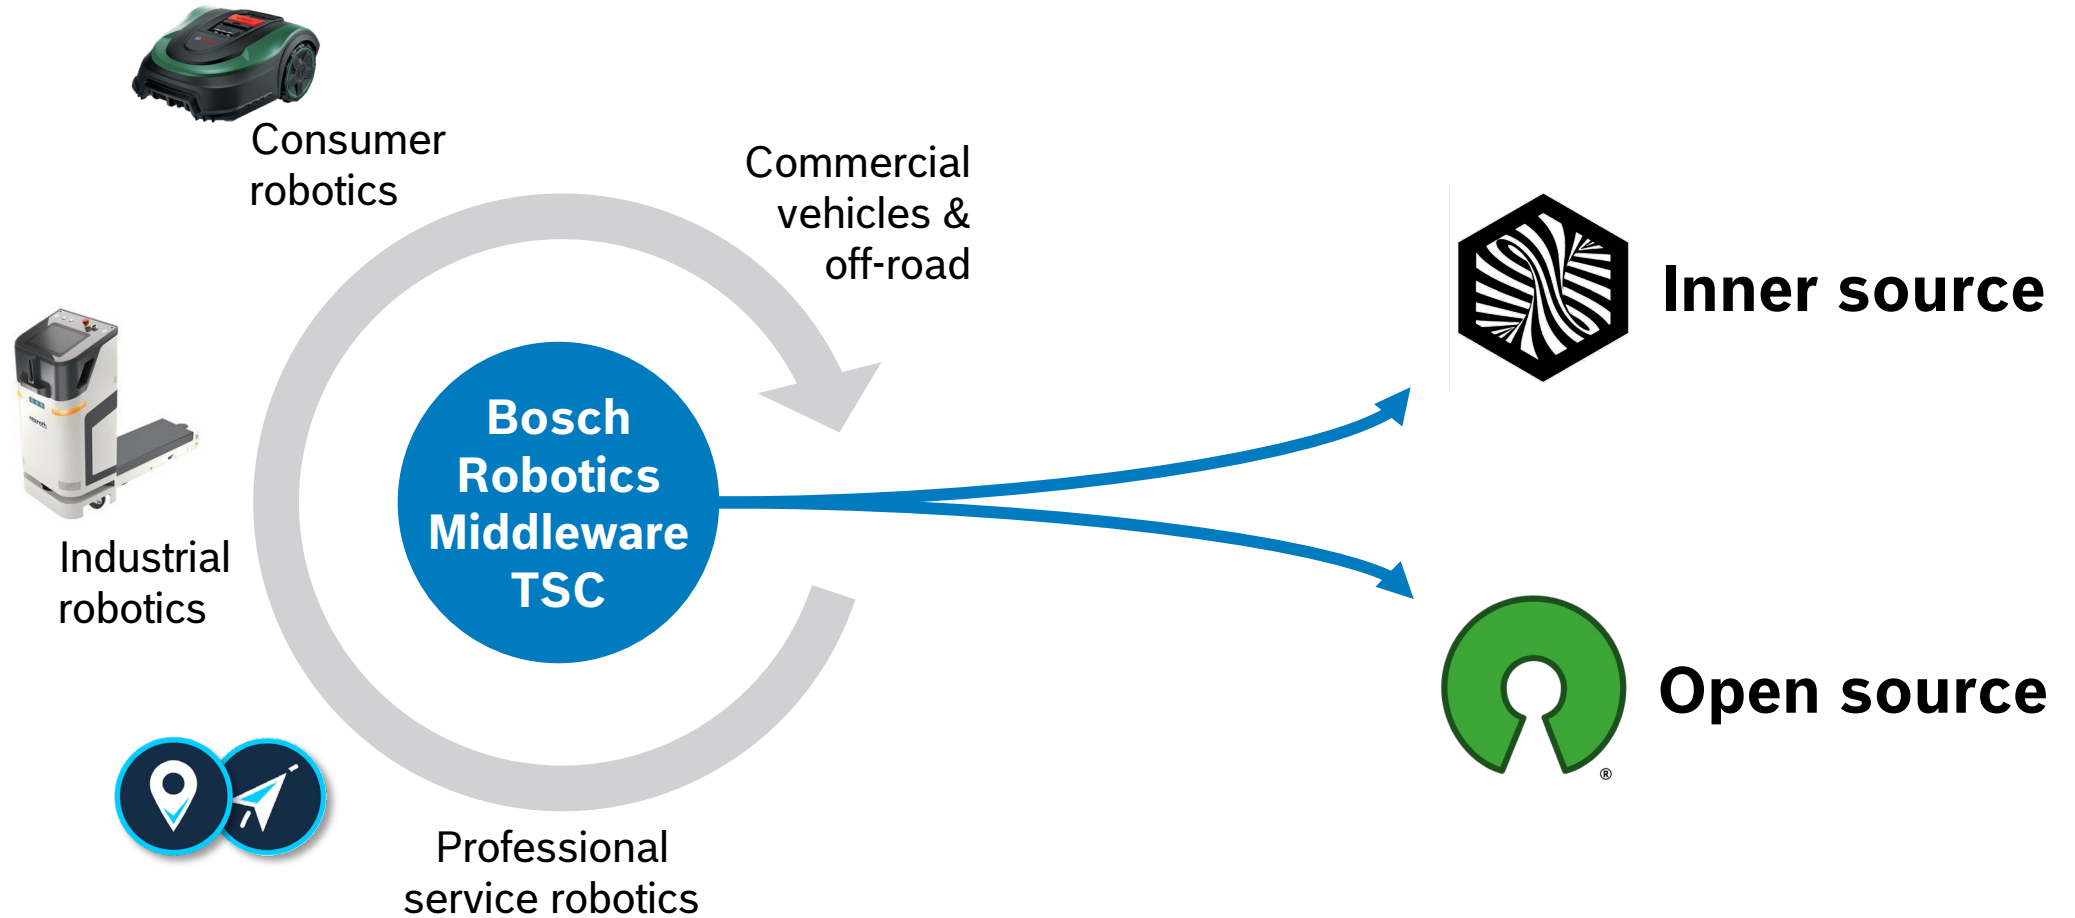 Consumer
robotics
Commercial
vehicles &
off-road
Industrial
robotics
Bosch
Robotics
Middleware
TSC
Professional
service robotics
Inner source
Open source
®